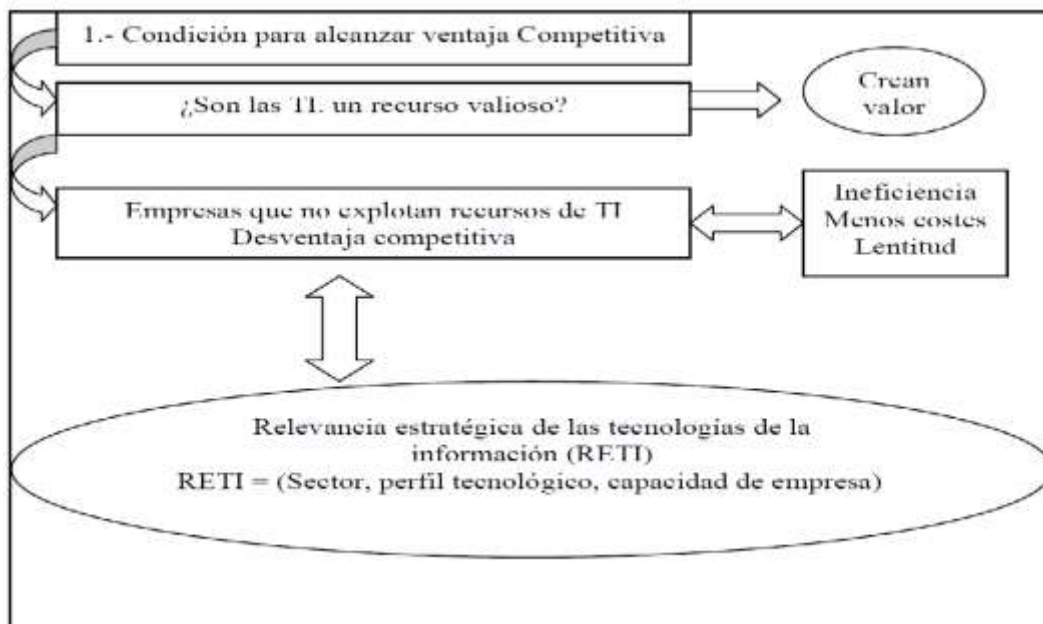 1.- Condición para alcanzar ventaja Competitiva
¿Son las TI. un recurso valioso?
Crean
valor
Empresas que no explotan recursos de TI
Desventaja competitiva
Ineficiencia
Menos costes
Lentitud
Relevancia estratégica de las tecnologías de la
información (RETI)
RETI = (Sector, perfil tecnológico, capacidad de empresa)